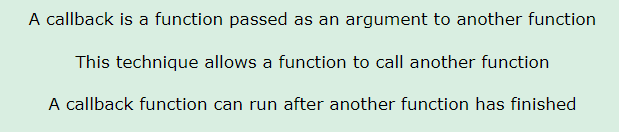 A callback is a function passed as an argument to another function
This technique allows a function to call another function
A callback function can run after another function has finished